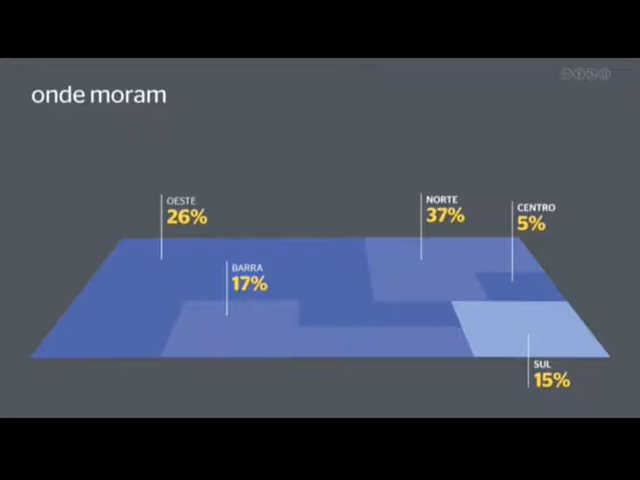 onde moram
OESTE
26%
NORTE
37%
CENTRO
5%
BARRA
17%
SUL
15%